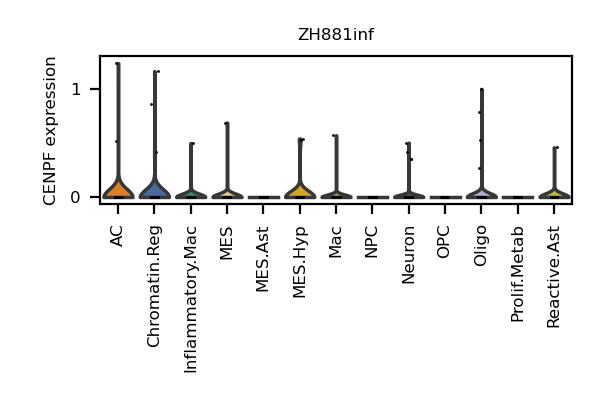 ZH881inf
CENPF expression
1
0
AC
Chromatin.Reg
Inflammatory.Mac
MES
MES.Ast
MES.Hyp
Mac
NPC
Neuron
OPC
Oligo
Prolif.Metab
Reactive.Ast